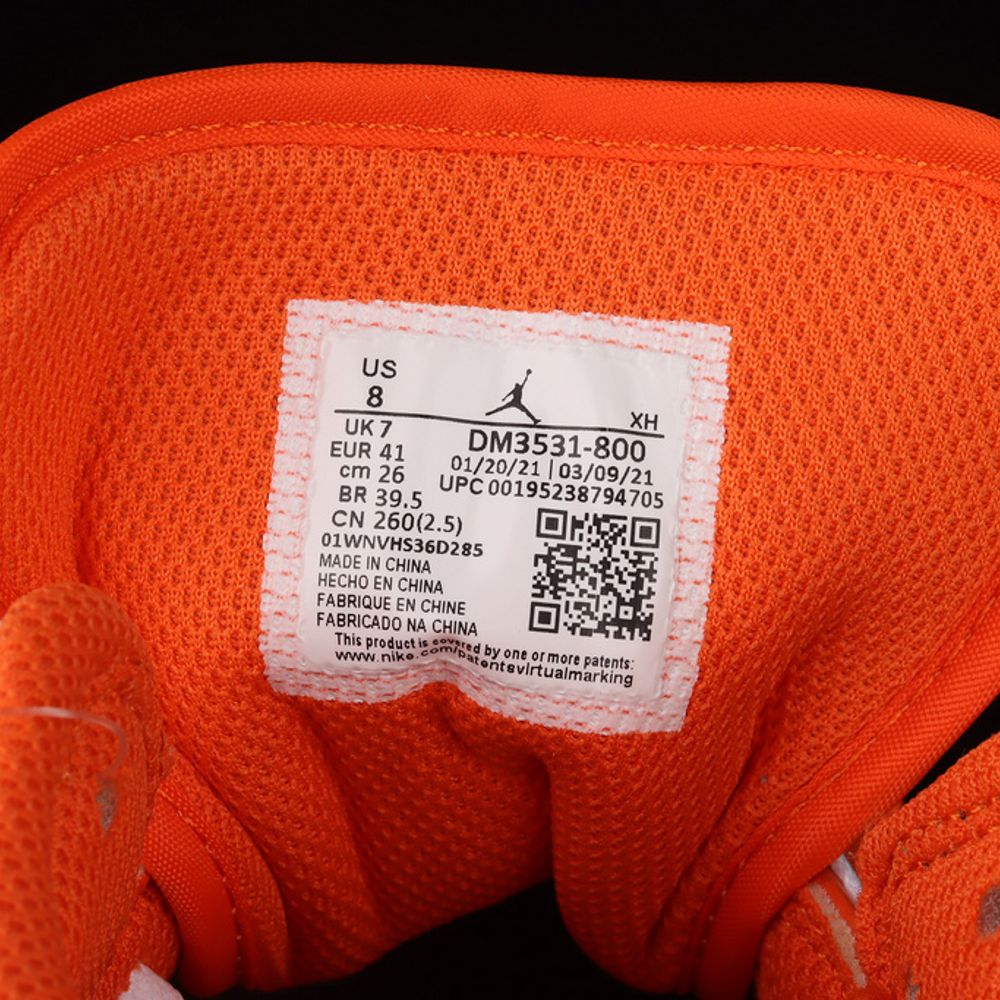 US
8
XH
UK 7
EUR 41
cm 26
BR 39.5
CN 260(2.5)
DM3531-800
01/20/21 | 03/09/21
UPC 00195238794705
01WNVHS36D285
MADE IN CHINA
HECHO EN CHINA
FABRIQUE EN CHINE
FABRICADO NA CHINA
This product is covered by one or more patents:
www.nike.com/patentsvirtualmarking